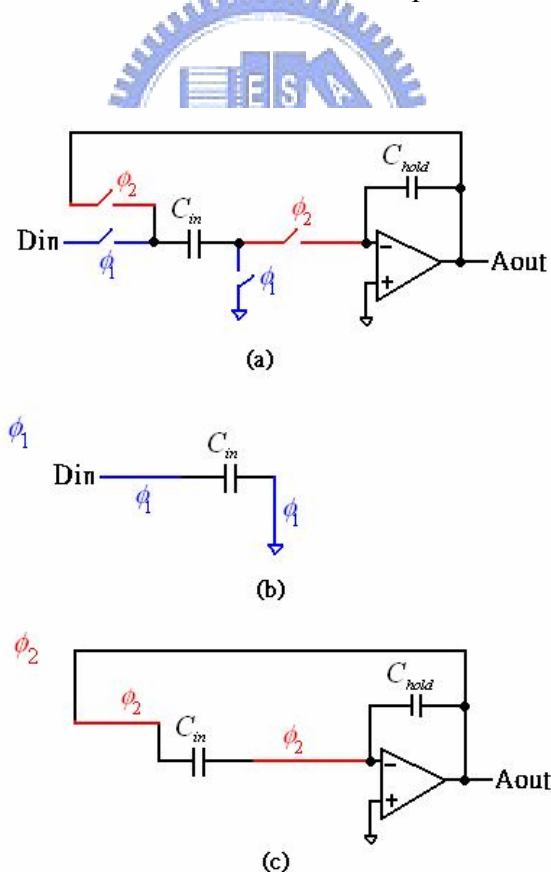 E S A
ϕ₂
C_hold
C_in
ϕ₂
Din
ϕ₁
ϕ₁
Aout
(a)
ϕ₁
C_in
Din
ϕ₁
ϕ₁
(b)
ϕ₂
C_hold
ϕ₂
C_in
ϕ₂
Aout
(c)